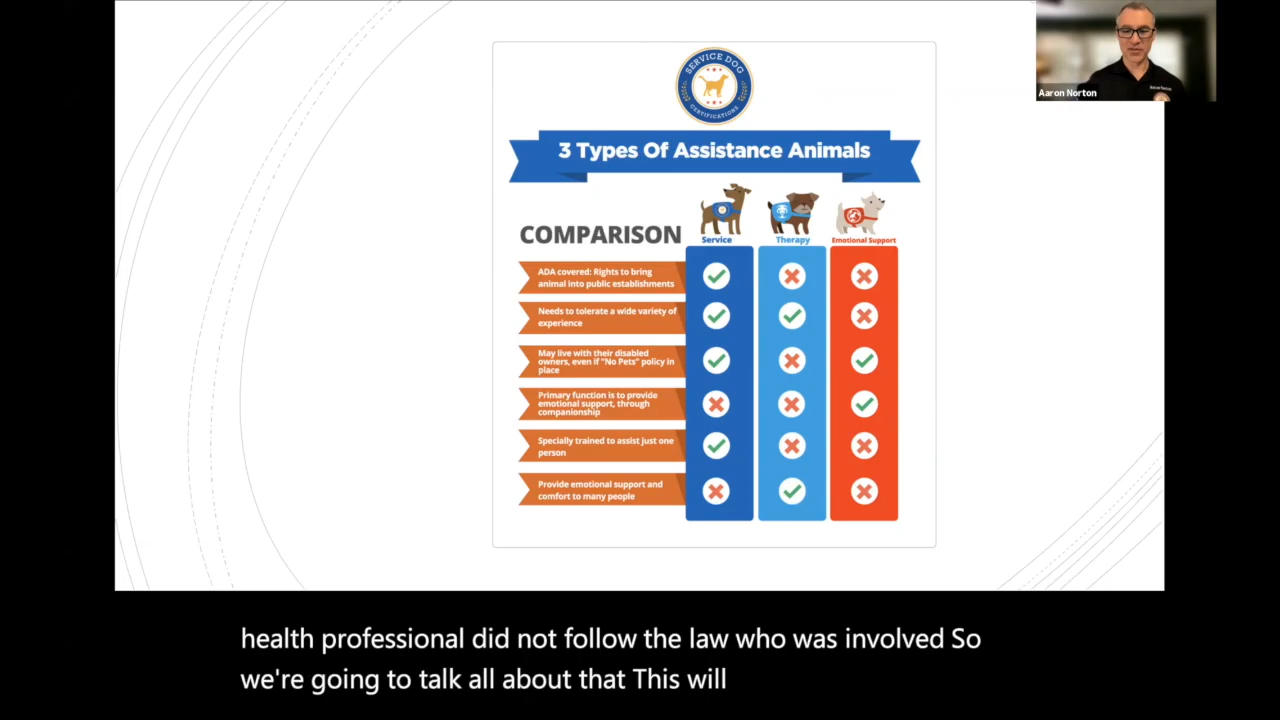 SERVICE DOG
CERTIFICATIONS
Aaron Norton
3 Types Of Assistance Animals
COMPARISON
Service
Therapy
Emotional Support
ADA covered: Rights to bring
animal into public establishments
Needs to tolerate a wide variety of
experience
May live with their disabled
owners, even if "No Pets" policy in
place
Primary function is to provide
emotional support, through
companionship
Specially trained to assist just one
person
Provide emotional support and
comfort to many people
health professional did not follow the law who was involved So
we're going to talk all about that This will